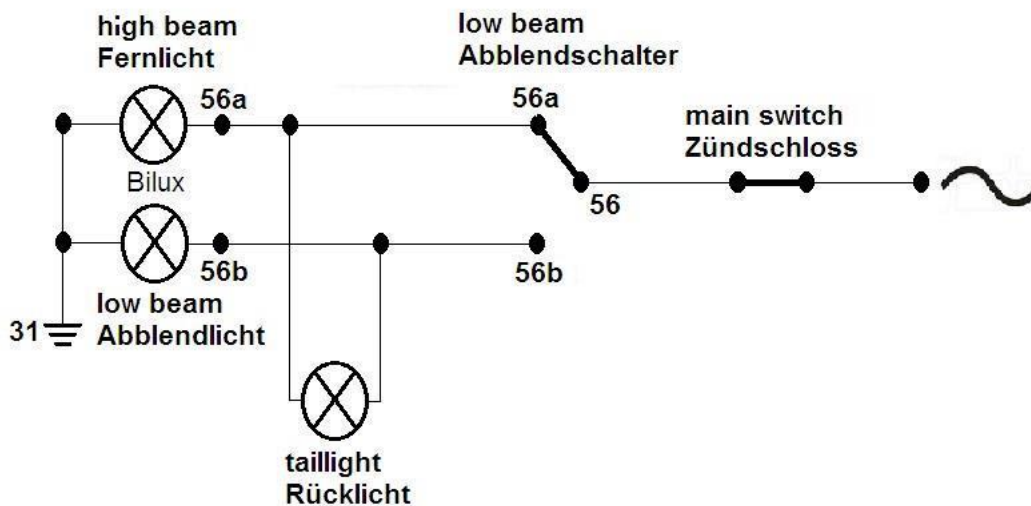 high beam
Fernlicht
56a
Bilux
low beam
Abblendschalter
56a
56
main switch
Zündschloss
56b
56b
low beam
Abblendlicht
31
taillight
Rücklicht